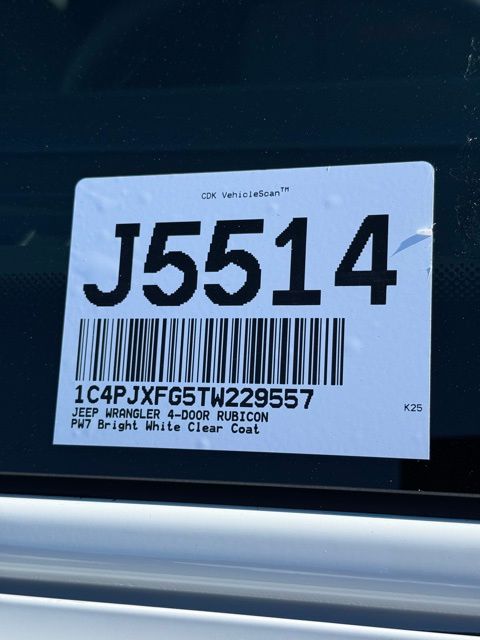 CDK VehicleScan™
J5514
1C4PJXFG5TW229557
JEEP WRANGLER 4-DOOR RUBICON
PW7 Bright White Clear Coat
K25